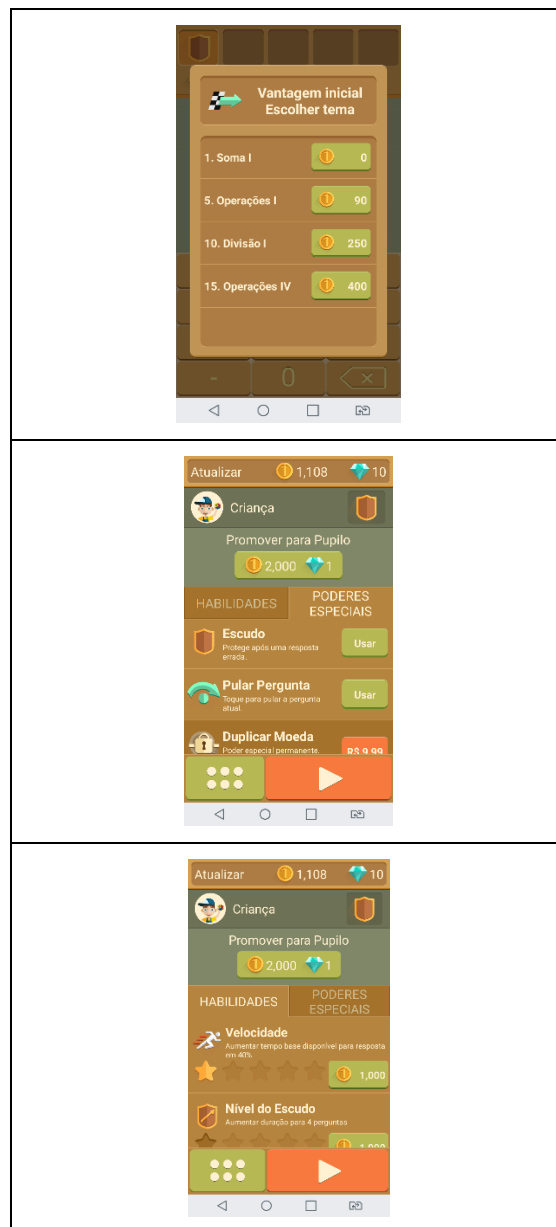 Vantagem inicial
Escolher tema
1. Soma I 0
5. Operações I 90
10. Divisão I 250
15. Operações IV 400
- 0
Atualizar 1,108 10
Criança
Promover para Pupilo
2,000 1
HABILIDADES
PODERES
ESPECIAIS
Escudo
Protege após uma resposta
errada.
Usar
Pular Pergunta
Toque para pular a pergunta
atual.
Usar
Duplicar Moeda
Poder especial permanente.
R$ 9,99
Atualizar 1,108 10
Criança
Promover para Pupilo
2,000 1
HABILIDADES
PODERES
ESPECIAIS
Velocidade
Aumentar tempo base disponível para resposta
em 40%
1,000
Nível do Escudo
Aumentar duração para 4 perguntas
1,000